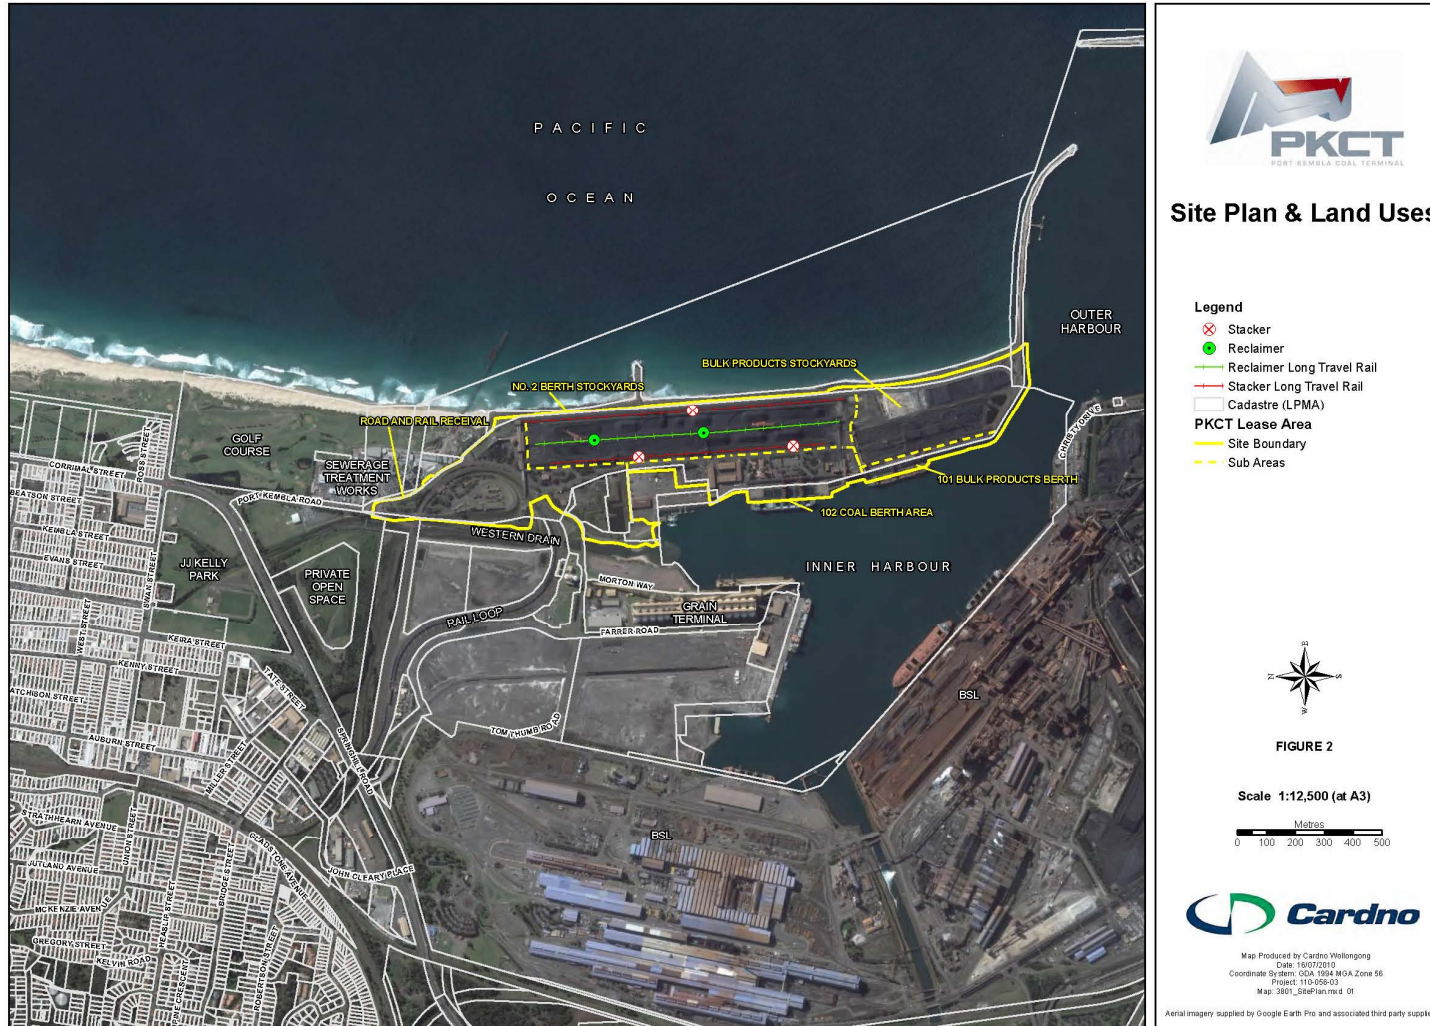 PACIFIC
OCEAN
OUTER
HARBOUR
BULK PRODUCTS STOCKYARDS
NO. 2 BERTH STOCKYARDS
ROAD AND RAIL RECEIVAL
GOLF
COURSE
SEWERAGE
TREATMENT
WORKS
CHRISTY DRIVE
ROSS STREET
CORRIMAL STREET
BEATSON STREET
PORT KEMBLA ROAD
101 BULK PRODUCTS BERTH
102 COAL BERTH AREA
KEMBLA STREET
WESTERN DRAIN
EVANS STREET
JJ KELLY
PARK
PRIVATE
OPEN
SPACE
INNER HARBOUR
SWAN STREET
MORTON WAY
GRAIN
TERMINAL
RAIL LOOP
FARRER ROAD
WEST STREET
KEIRA STREET
KENNY STREET
TATE STREET
ATCHISON STREET
BSL
AUBURN STREET
TOM THUMB ROAD
SPRINGHILL ROAD
MILLER STREET
STRATHEARN AVENUE
UNION STREET
BSL
GLADSTONE AVENUE
JUTLAND AVENUE
BRIDGE STREET
JOHN CLEARY PLACE
MCKENZIE AVENUE
HEASLIP STREET
GREGORY STREET
KELVIN ROAD
ROBERTSON STREET
PINE CRESCENT
PKCT
PORT KEMBLA COAL TERMINAL
Site Plan & Land Uses
Legend
Stacker
Reclaimer
Reclaimer Long Travel Rail
Stacker Long Travel Rail
Cadastre (LPMA)
PKCT Lease Area
Site Boundary
Sub Areas
E
N
S
W
FIGURE 2
Scale 1:12,500 (at A3)
Metres
0 100 200 300 400 500
Cardno
Map Produced by Cardno Wollongong
Date: 16/07/2010
Coordinate System: GDA 1994 MGA Zone 56
Project: 110-056-03
Map: 3801_SitePlan.mxd 01
Aerial imagery supplied by Google Earth Pro and associated third party supplie